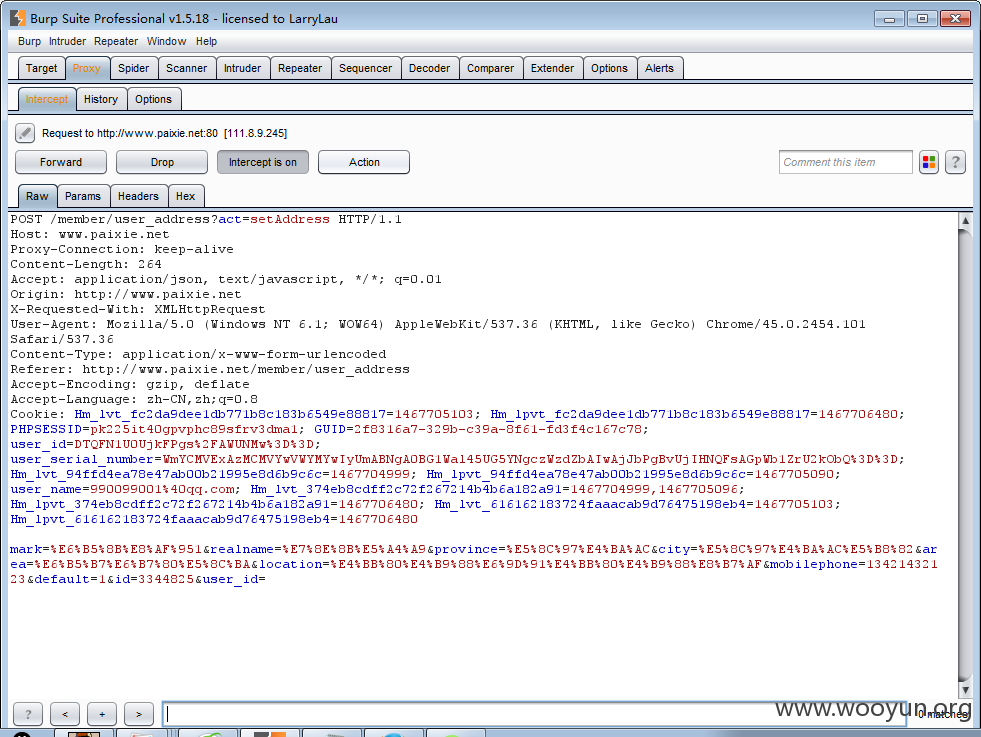 Burp Suite Professional v1.5.18 - licensed to LarryLau
Burp Intruder Repeater Window Help
Target Proxy Spider Scanner Intruder Repeater Sequencer Decoder Comparer Extender Options Alerts
Intercept History Options
Request to http://www.paixie.net:80 [111.8.9.245]
Forward Drop Intercept is on Action Comment this item ?
Raw Params Headers Hex
POST /member/user_address?act=setAddress HTTP/1.1
Host: www.paixie.net
Proxy-Connection: keep-alive
Content-Length: 264
Accept: application/json, text/javascript, */*; q=0.01
Origin: http://www.paixie.net
X-Requested-With: XMLHttpRequest
User-Agent: Mozilla/5.0 (Windows NT 6.1; WOW64) AppleWebKit/537.36 (KHTML, like Gecko) Chrome/45.0.2454.101
Safari/537.36
Content-Type: application/x-www-form-urlencoded
Referer: http://www.paixie.net/member/user_address
Accept-Encoding: gzip, deflate
Accept-Language: zh-CN,zh;q=0.8
Cookie: Hm_lvt_fc2da9dee1db771b8c183b6549e88817=1467705103; Hm_lpvt_fc2da9dee1db771b8c183b6549e88817=1467706480;
PHPSESSID=pk225it40gpvphc89sfrv3dma1; GUID=2f8316a7-329b-c39a-8f61-fd3f4c167c78;
user_id=DTQFN1U0UjkFPgs%2FAWUNMw%3D%3D;
user_serial_number=WmYCMVExAzMCMVYwVWYMYwIyUmABNgA0BG1Wa145UG5YNgczWzdZbAIwAjJbPgBvUjIHNQFsAGpWb1ZrU2kObQ%3D%3D;
Hm_lvt_94ffd4ea78e47ab00b21995e8d6b9c6c=1467704999; Hm_lpvt_94ffd4ea78e47ab00b21995e8d6b9c6c=1467705090;
user_name=990099001%40qq.com; Hm_lvt_374eb8cdff2c72f267214b4b6a182a91=1467704999,1467705096;
Hm_lpvt_374eb8cdff2c72f267214b4b6a182a91=1467706480; Hm_lvt_616162183724faaacab9d76475198eb4=1467705103;
Hm_lpvt_616162183724faaacab9d76475198eb4=1467706480
mark=%E6%B5%8B%E8%AF%951&realname=%E7%8E%8B%E5%A4%A9&province=%E5%8C%97%E4%BA%AC&city=%E5%8C%97%E4%BA%AC%E5%B8%82&ar
ea=%E6%B5%B7%E6%B7%80%E5%8C%BA&location=%E4%BB%80%E4%B9%88%E6%9D%91%E4%BB%80%E4%B9%88%E8%B7%AF&mobilephone=134214321
23&default=1&id=3344825&user_id=
? < + > 0 matches
www.wooyun.org